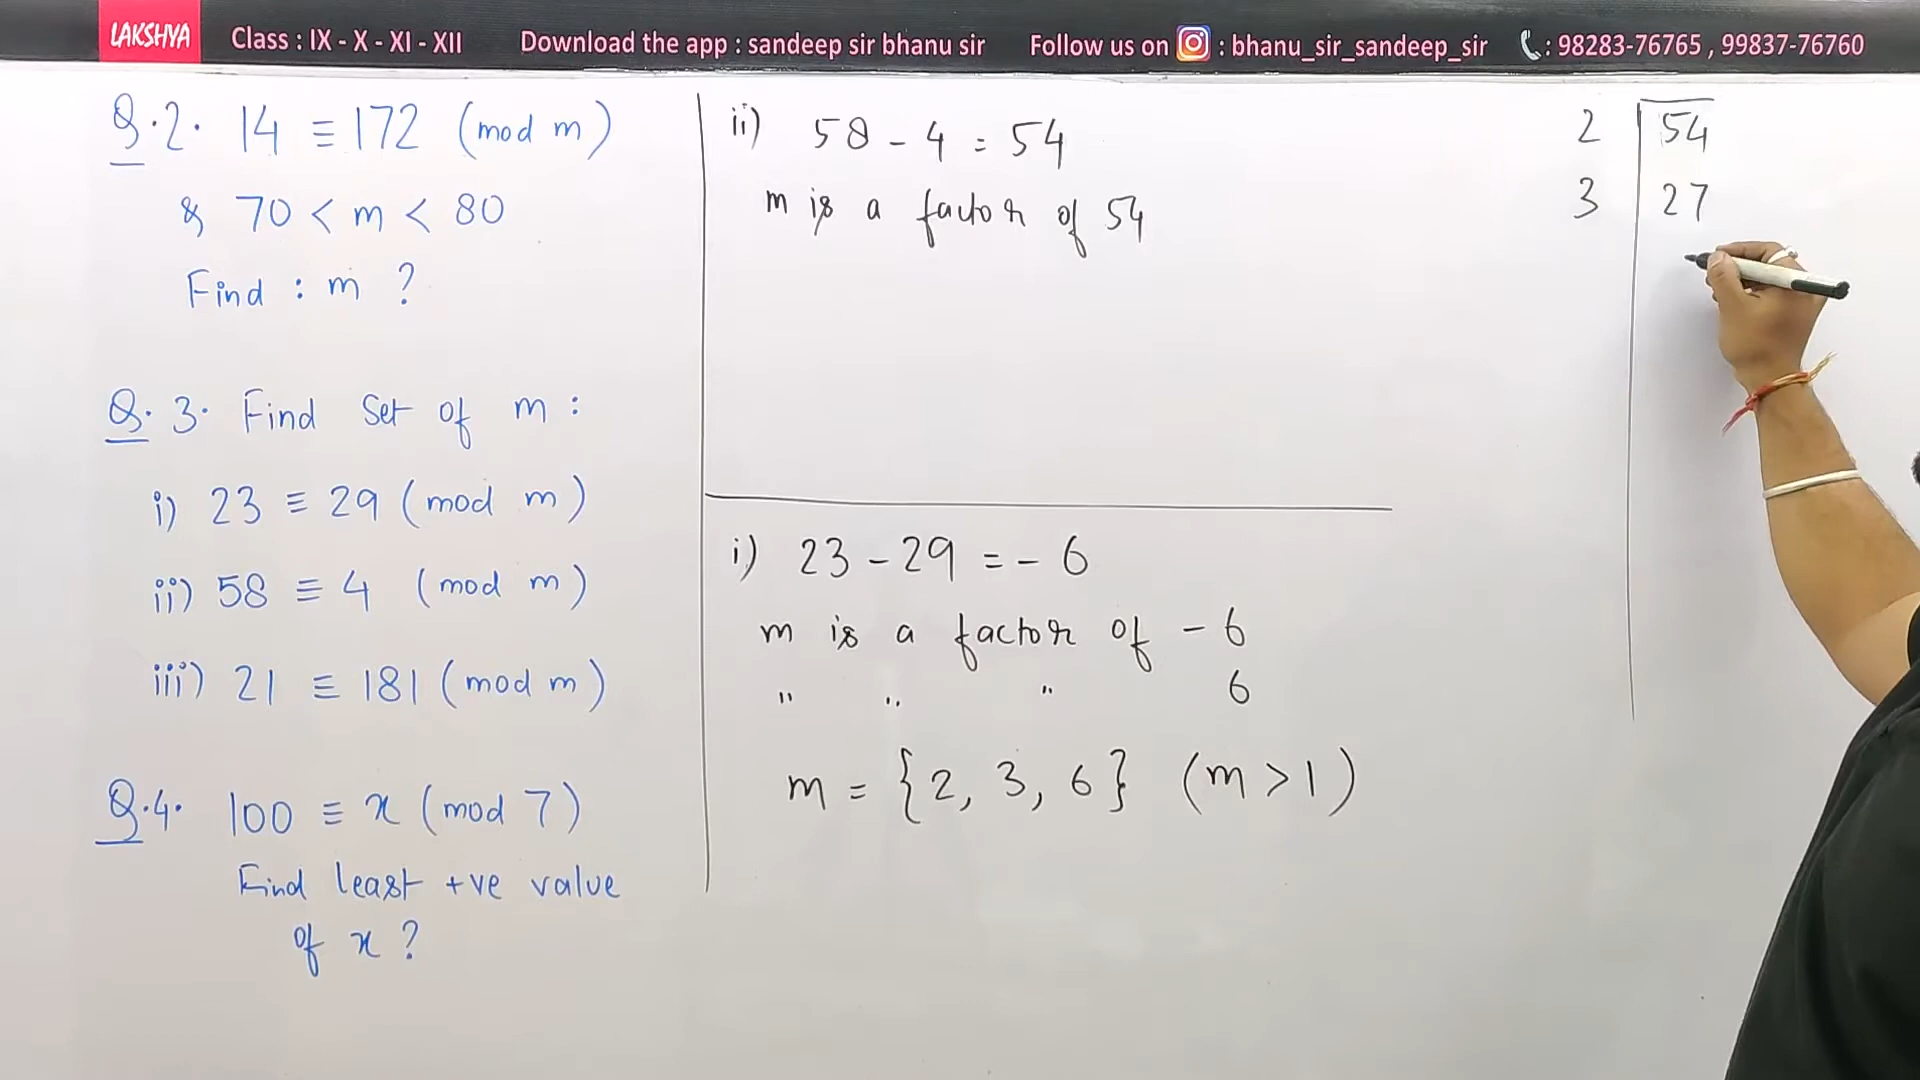 LAKSHYA Class : IX - X - XI - XII Download the app : sandeep sir bhanu sir Follow us on : bhanu_sir_sandeep_sir : 98283-76765 , 99837-76760
Q.2. 14 ≡ 172 (mod m)
& 70 < m < 80
Find : m ?
Q. 3. Find Set of m :
i) 23 ≡ 29 (mod m)
ii) 58 ≡ 4 (mod m)
iii) 21 ≡ 181 (mod m)
Q.4. 100 ≡ x (mod 7)
Find least +ve value
of x ?
ii) 58 - 4 = 54
m is a factor of 54
i) 23 - 29 = - 6
m is a factor of - 6
" " " 6
m = {2, 3, 6} (m > 1)
2 54
3 27